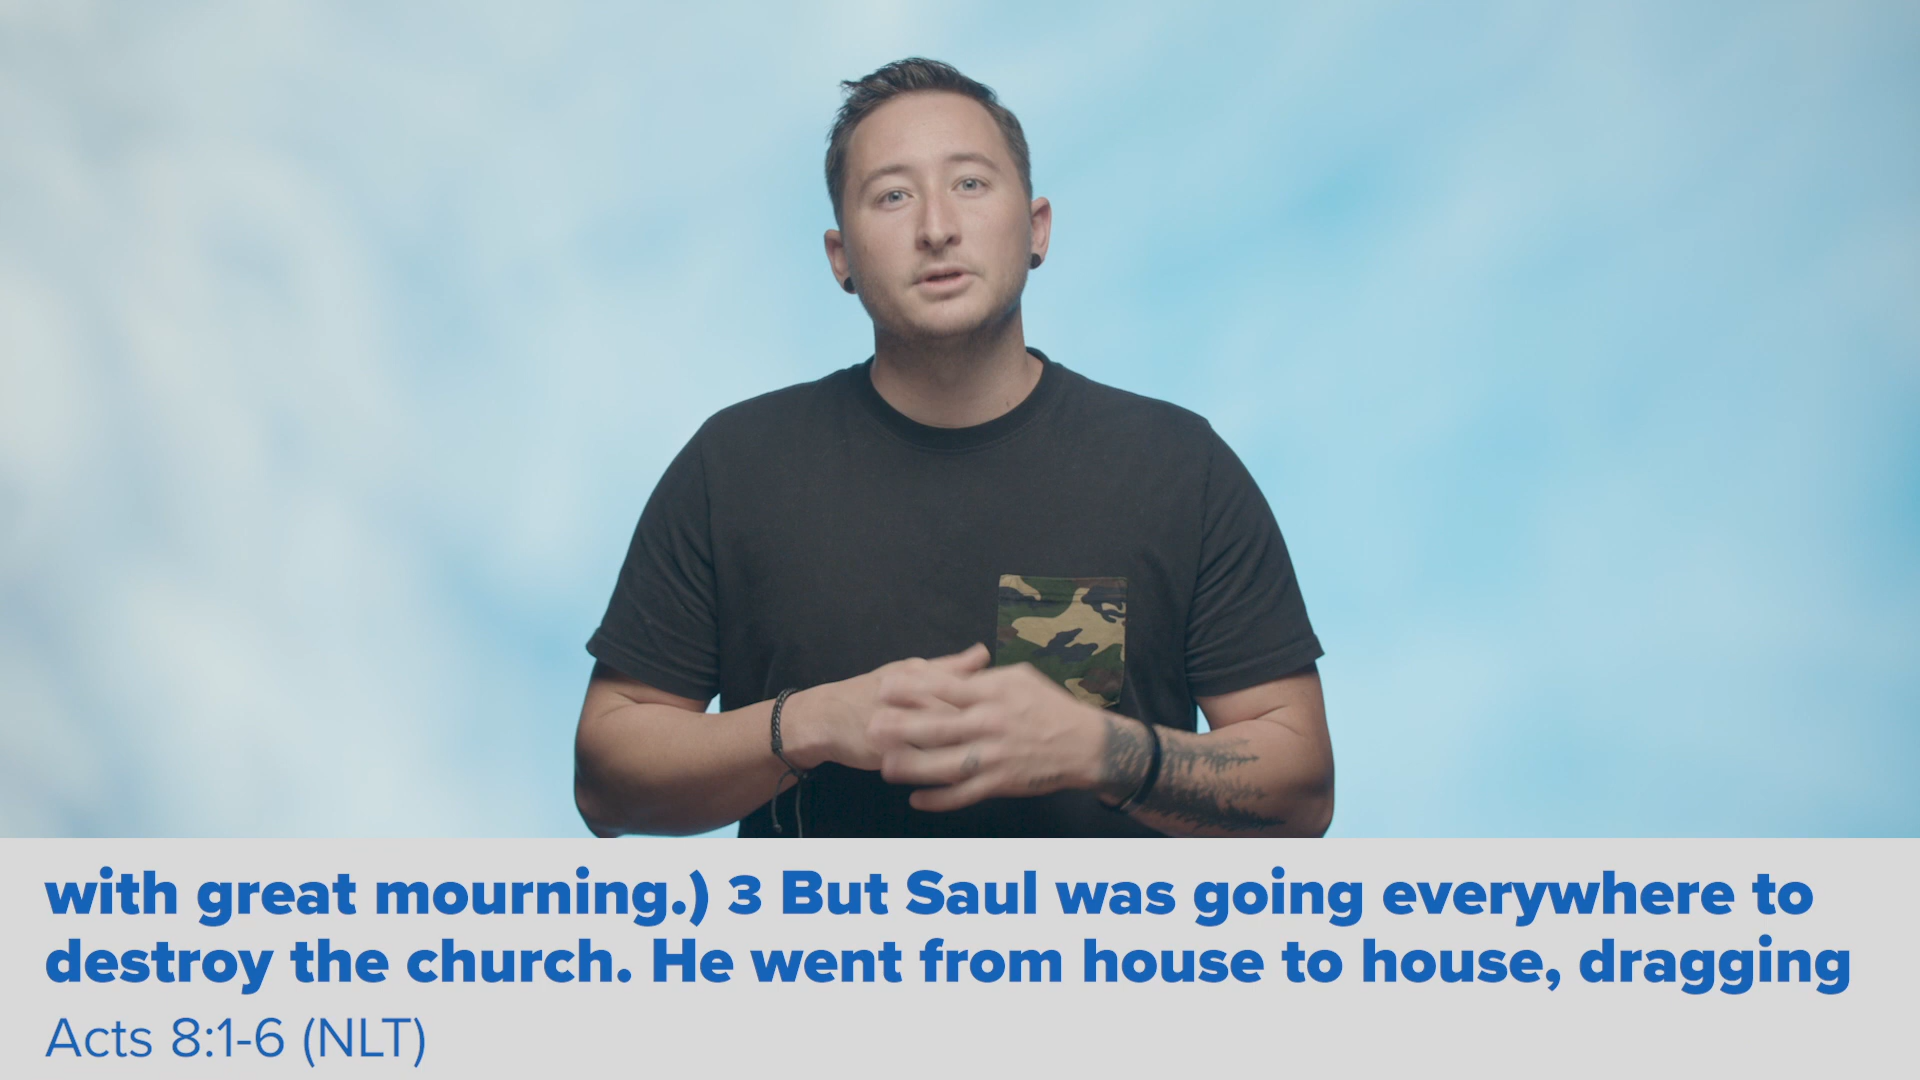 with great mourning.) 3 But Saul was going everywhere to
destroy the church. He went from house to house, dragging
Acts 8:1-6 (NLT)